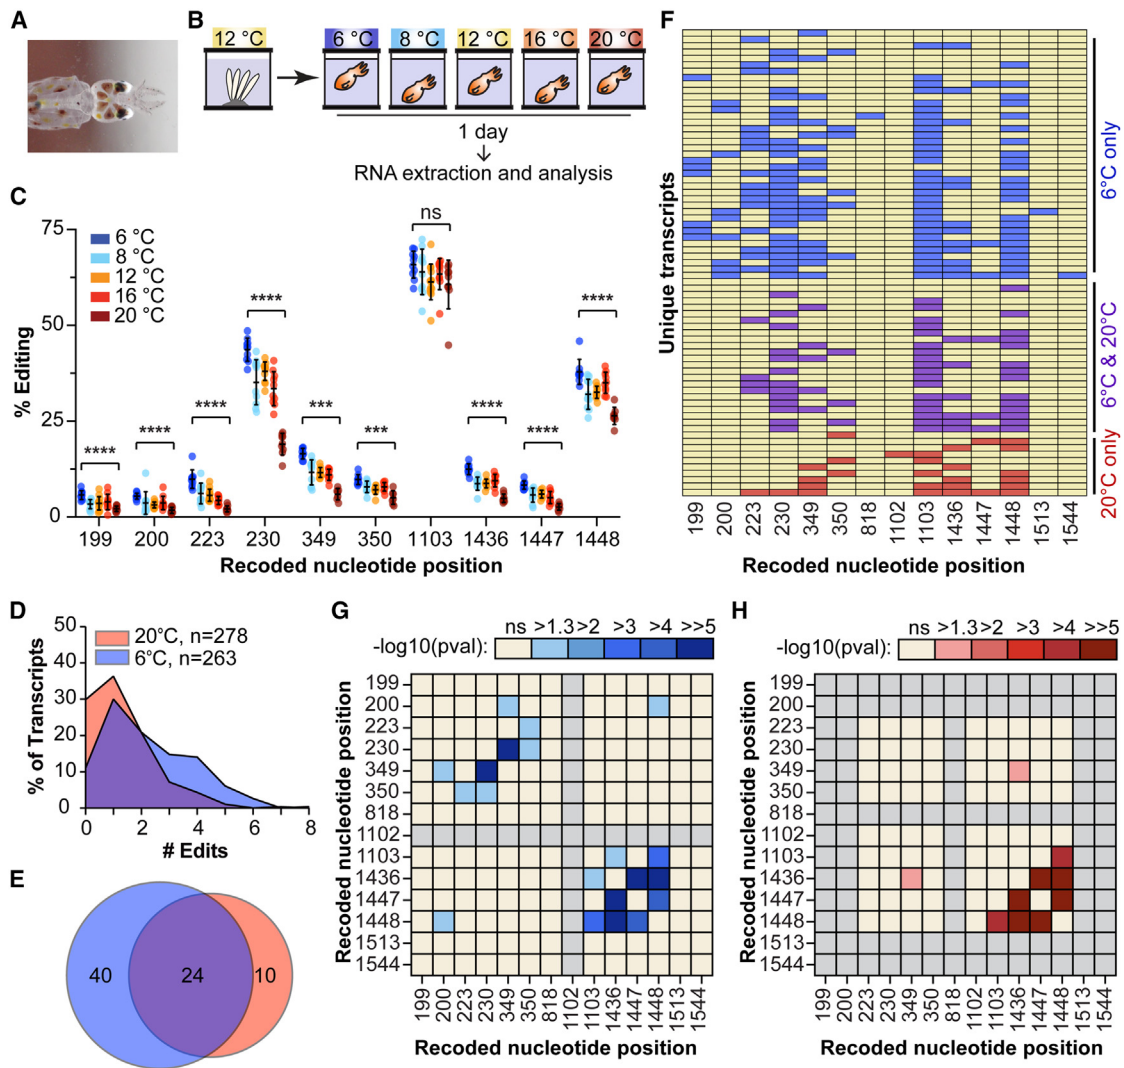 A
B
12 °C
6 °C
8 °C
12 °C
16 °C
20 °C
1 day
RNA extraction and analysis
C
% Editing
75
50
25
0
6 °C
8 °C
12 °C
16 °C
20 °C
****
****
****
****
***
***
ns
****
****
****
199 200 223 230 349 350 1103 1436 1447 1448
Recoded nucleotide position
D
% of Transcripts
50
40
30
20
10
0
20°C, n=278
6°C, n=263
0 2 4 6 8
# Edits
E
40
24
10
F
Unique transcripts
6°C only
6°C & 20°C
20°C only
199 200 223 230 349 350 818 1102 1103 1436 1447 1448 1513 1544
Recoded nucleotide position
G
ns >1.3 >2 >3 >4 >>5
-log10(pval):
Recoded nucleotide position
199
200
223
230
349
350
818
1102
1103
1436
1447
1448
1513
1544
199 200 223 230 349 350 818 1102 1103 1436 1447 1448 1513 1544
Recoded nucleotide position
H
ns >1.3 >2 >3 >4 >>5
-log10(pval):
Recoded nucleotide position
199
200
223
230
349
350
818
1102
1103
1436
1447
1448
1513
1544
199 200 223 230 349 350 818 1102 1103 1436 1447 1448 1513 1544
Recoded nucleotide position